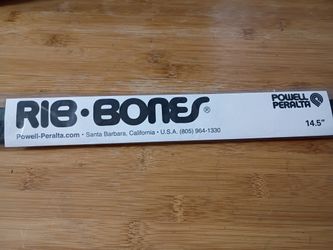 RIB•BONES®
POWELL
PERALTA
Powell-Peralta.com • Santa Barbara, California • U.S.A. (805) 964-1330
14.5"